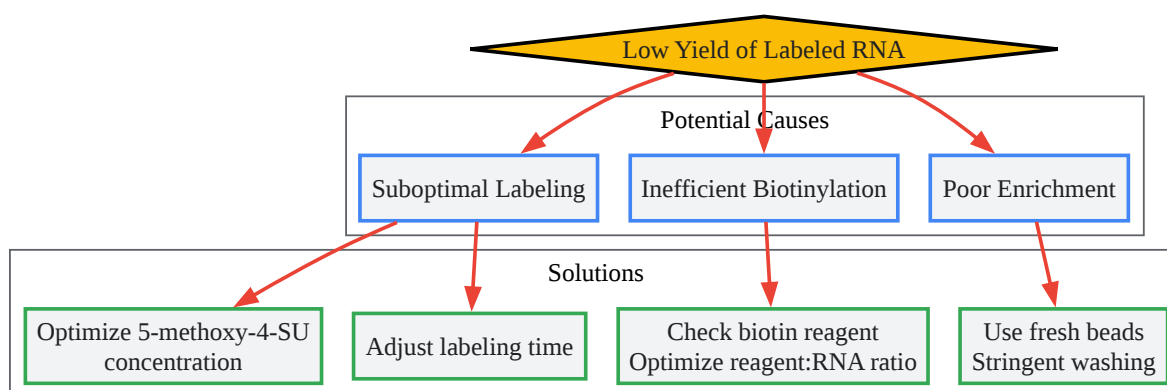 Low Yield of Labeled RNA
Potential Causes
Suboptimal Labeling
Inefficient Biotinylation
Poor Enrichment
Solutions
Optimize 5-methoxy-4-SU
concentration
Adjust labeling time
Check biotin reagent
Optimize reagent:RNA ratio
Use fresh beads
Stringent washing